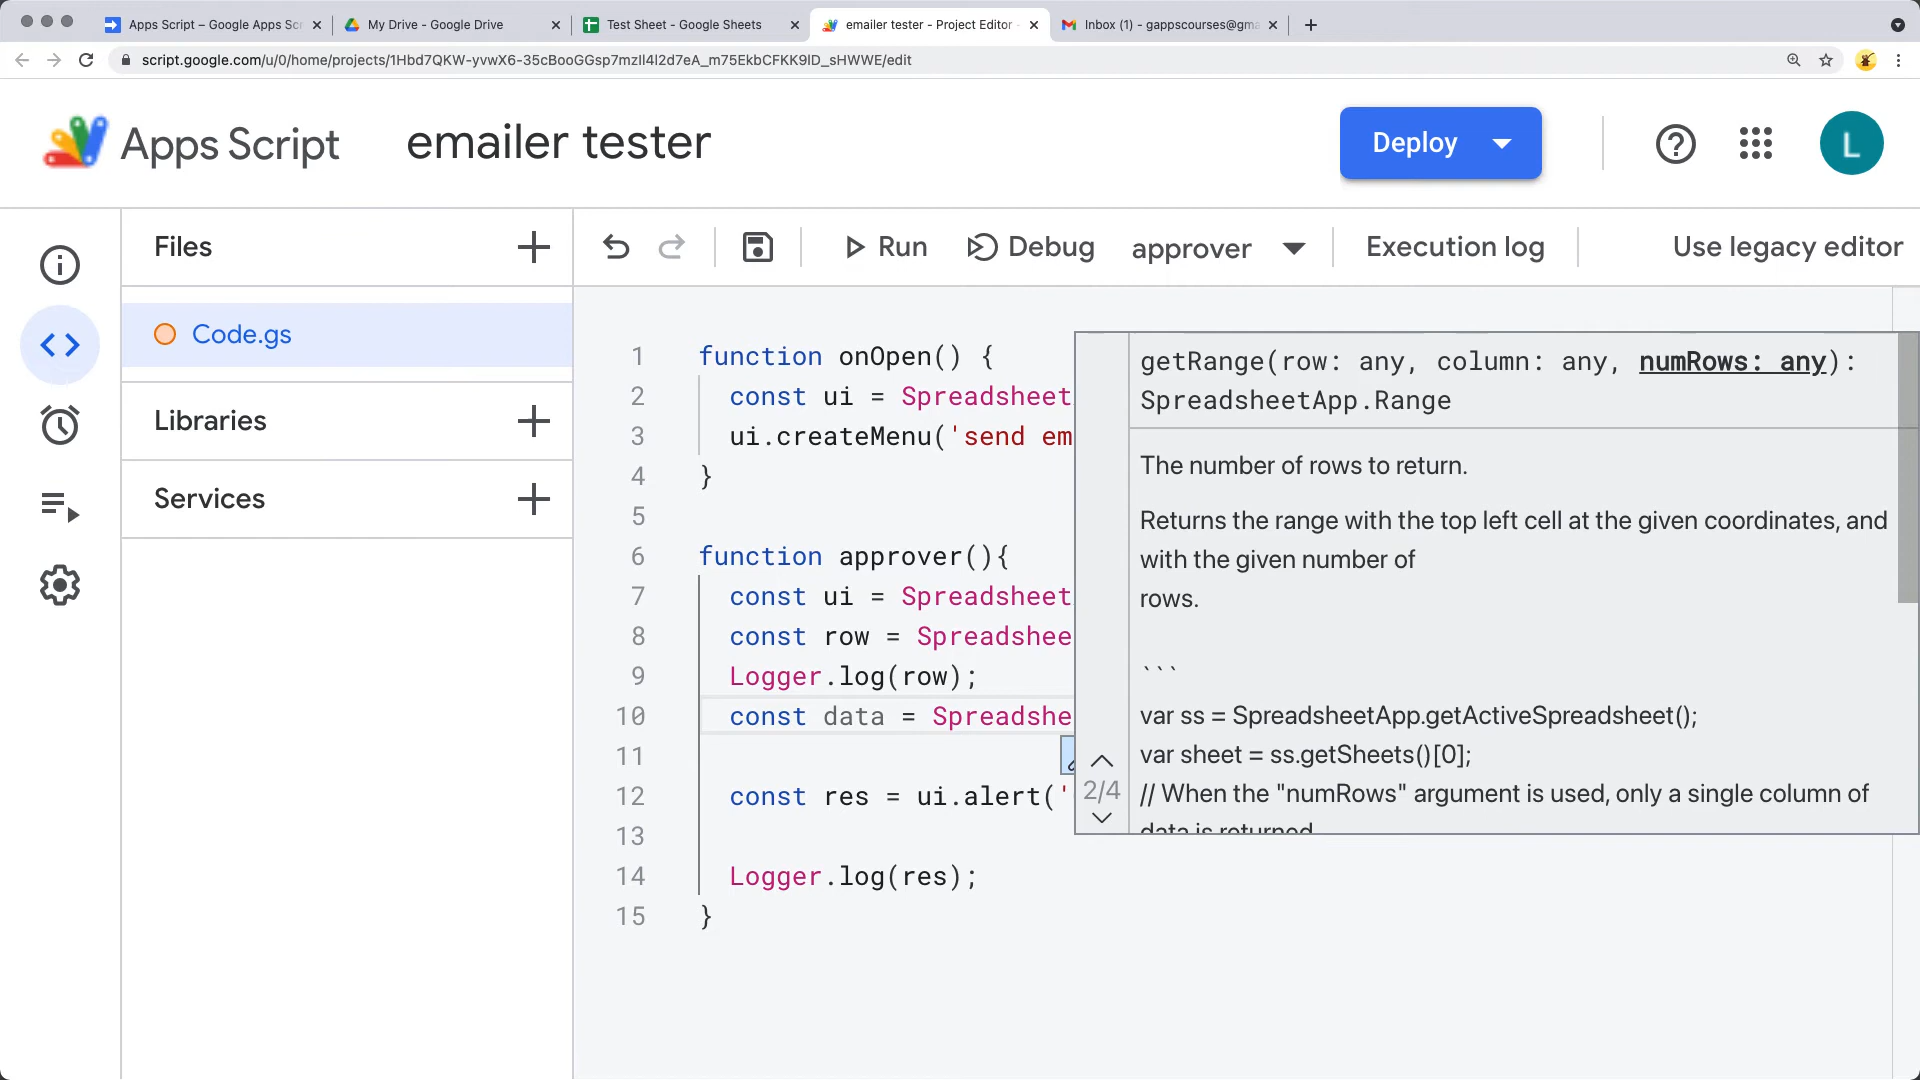 Apps Script – Google Apps Scr
My Drive - Google Drive
Test Sheet - Google Sheets
emailer tester - Project Editor -
Inbox (1) - gappscourses@gma
script.google.com/u/0/home/projects/1Hbd7QKW-yvwX6-35cBooGGsp7mzIl4l2d7eA_m75EkbCFKK9lD_sHWWE/edit
Apps Script
emailer tester
Deploy
L
Files
Run
Debug
approver
Execution log
Use legacy editor
Code.gs
Libraries
Services
1 function onOpen() {
2 const ui = Spreadsheet
3 ui.createMenu('send em
4 }
5
6 function approver(){
7 const ui = Spreadsheet
8 const row = Spreadshee
9 Logger.log(row);
10 const data = Spreadshe
11
12 const res = ui.alert('
13
14 Logger.log(res);
15 }
getRange(row: any, column: any, numRows: any):
SpreadsheetApp.Range
The number of rows to return.
Returns the range with the top left cell at the given coordinates, and
with the given number of
rows.
```
var ss = SpreadsheetApp.getActiveSpreadsheet();
var sheet = ss.getSheets()[0];
2/4
// When the "numRows" argument is used, only a single column of
data is returned